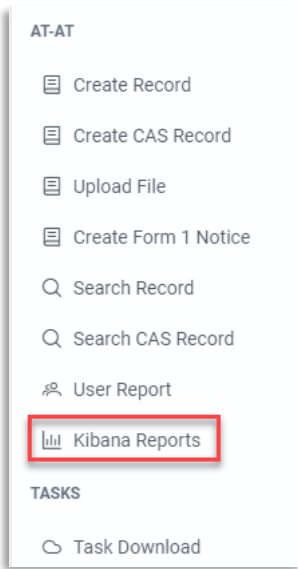 AT-AT
Create Record
Create CAS Record
Upload File
Create Form 1 Notice
Search Record
Search CAS Record
User Report
Kibana Reports
TASKS
Task Download